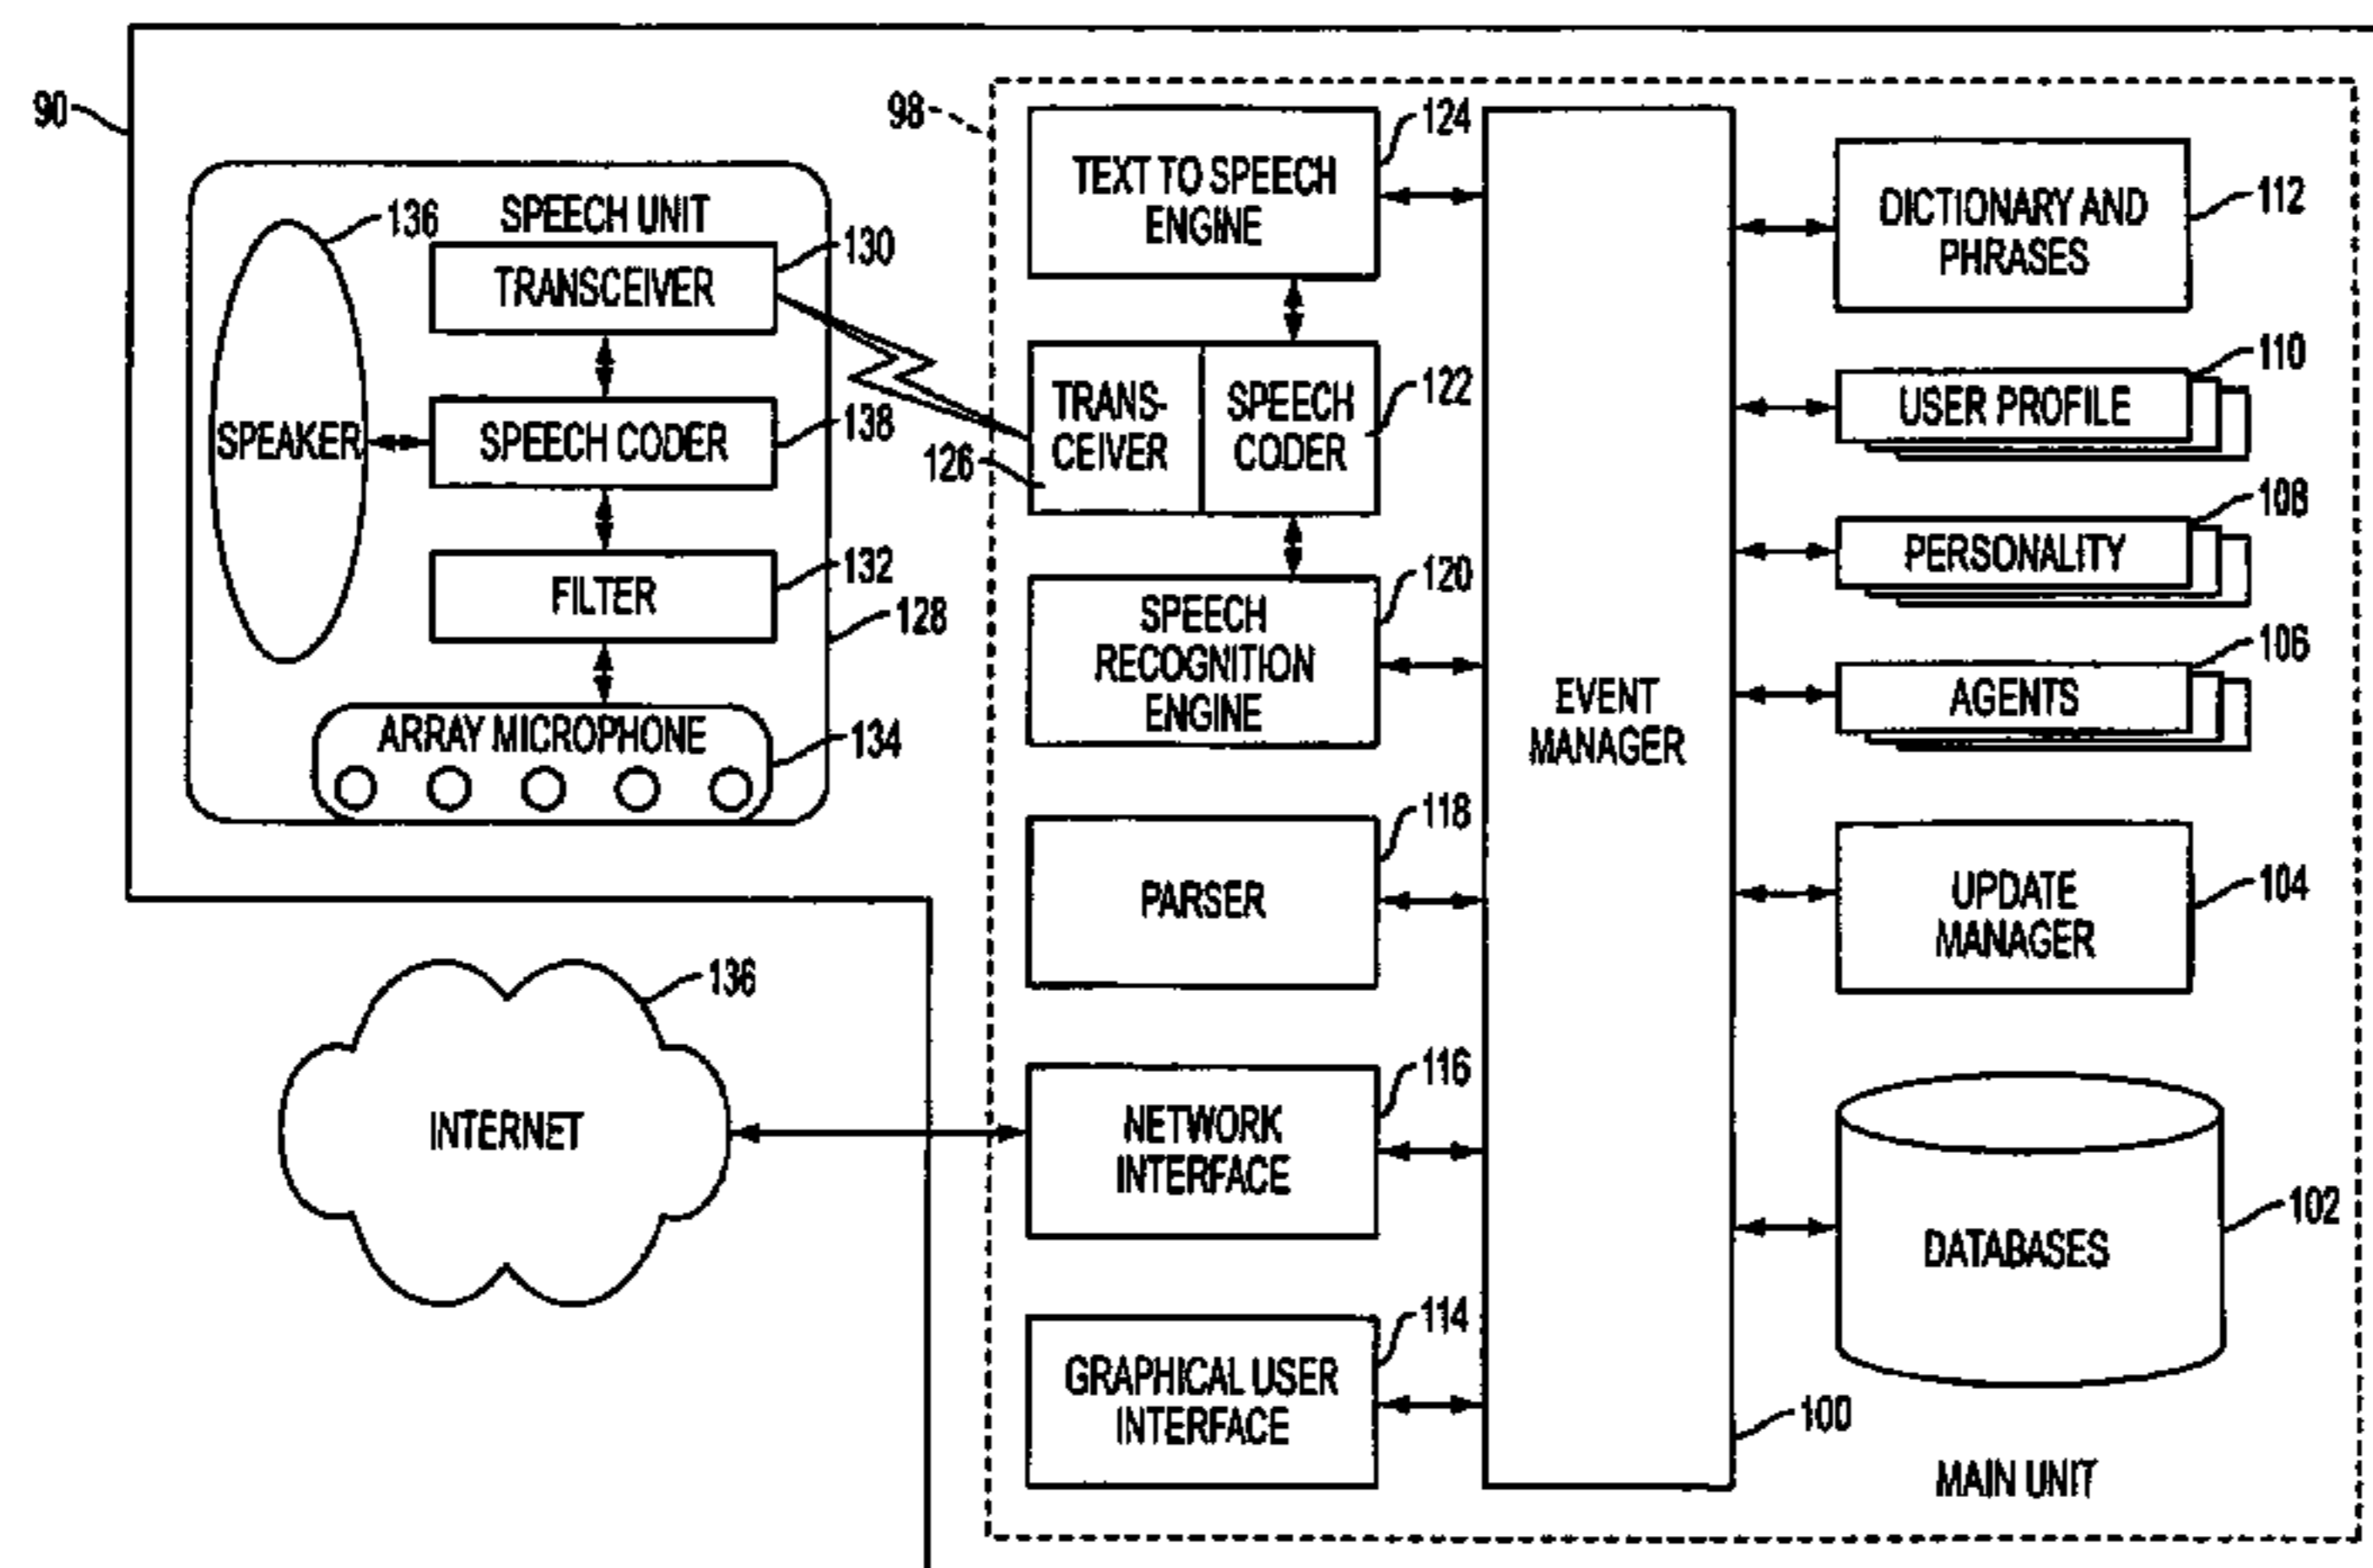 90
98
SPEECH UNIT
136
130
TRANSCEIVER
SPEAKER
138
SPEECH CODER
132
FILTER
128
ARRAY MICROPHONE
134
136
INTERNET
124
TEXT TO SPEECH
ENGINE
TRANS-
CEIVER
126
SPEECH
CODER
122
120
SPEECH
RECOGNITION
ENGINE
118
PARSER
116
NETWORK
INTERFACE
114
GRAPHICAL USER
INTERFACE
EVENT
MANAGER
100
DICTIONARY AND
PHRASES
112
110
USER PROFILE
108
PERSONALITY
106
AGENTS
UPDATE
MANAGER
104
DATABASES
102
MAIN UNIT